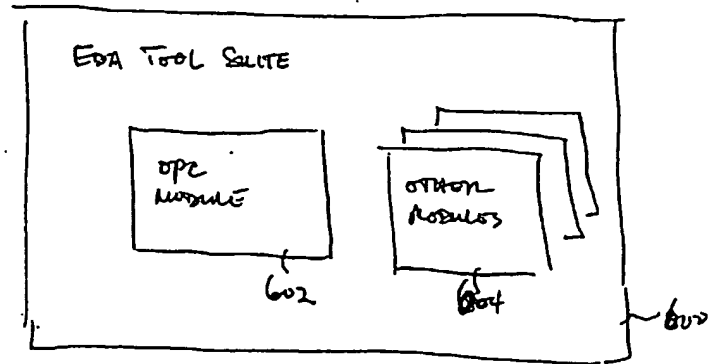 EDA TOOL SUITE
OPC
MODULE
OTHER
MODULES
602
604
600